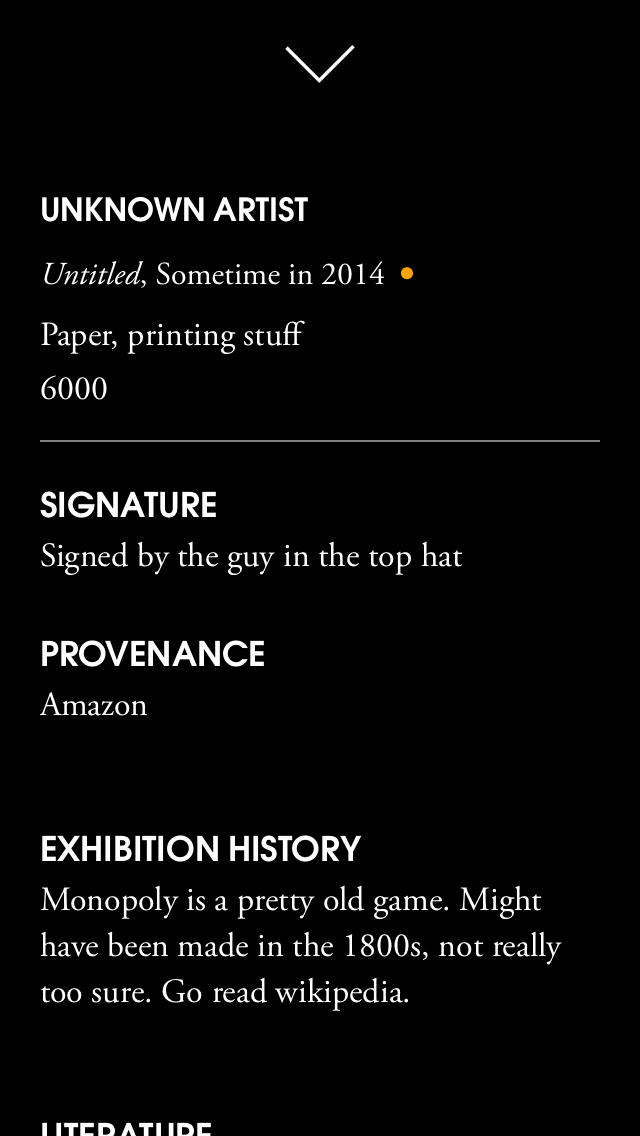 UNKNOWN ARTIST
Untitled, Sometime in 2014
Paper, printing stuff
6000
SIGNATURE
Signed by the guy in the top hat
PROVENANCE
Amazon
EXHIBITION HISTORY
Monopoly is a pretty old game. Might
have been made in the 1800s, not really
too sure. Go read wikipedia.
LITERATURE